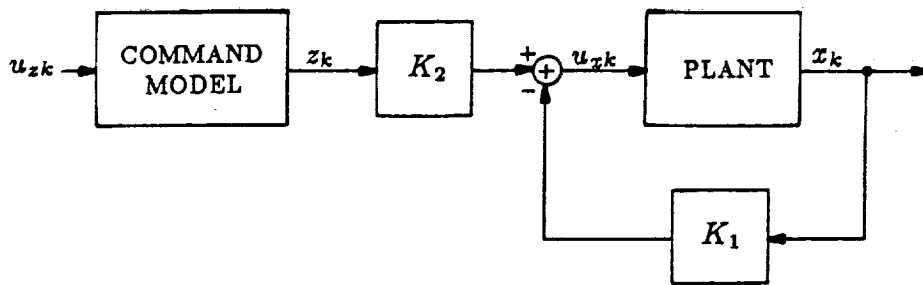 u_zk
COMMAND
MODEL
z_k
K_2
+
+
−
u_xk
PLANT
x_k
K_1